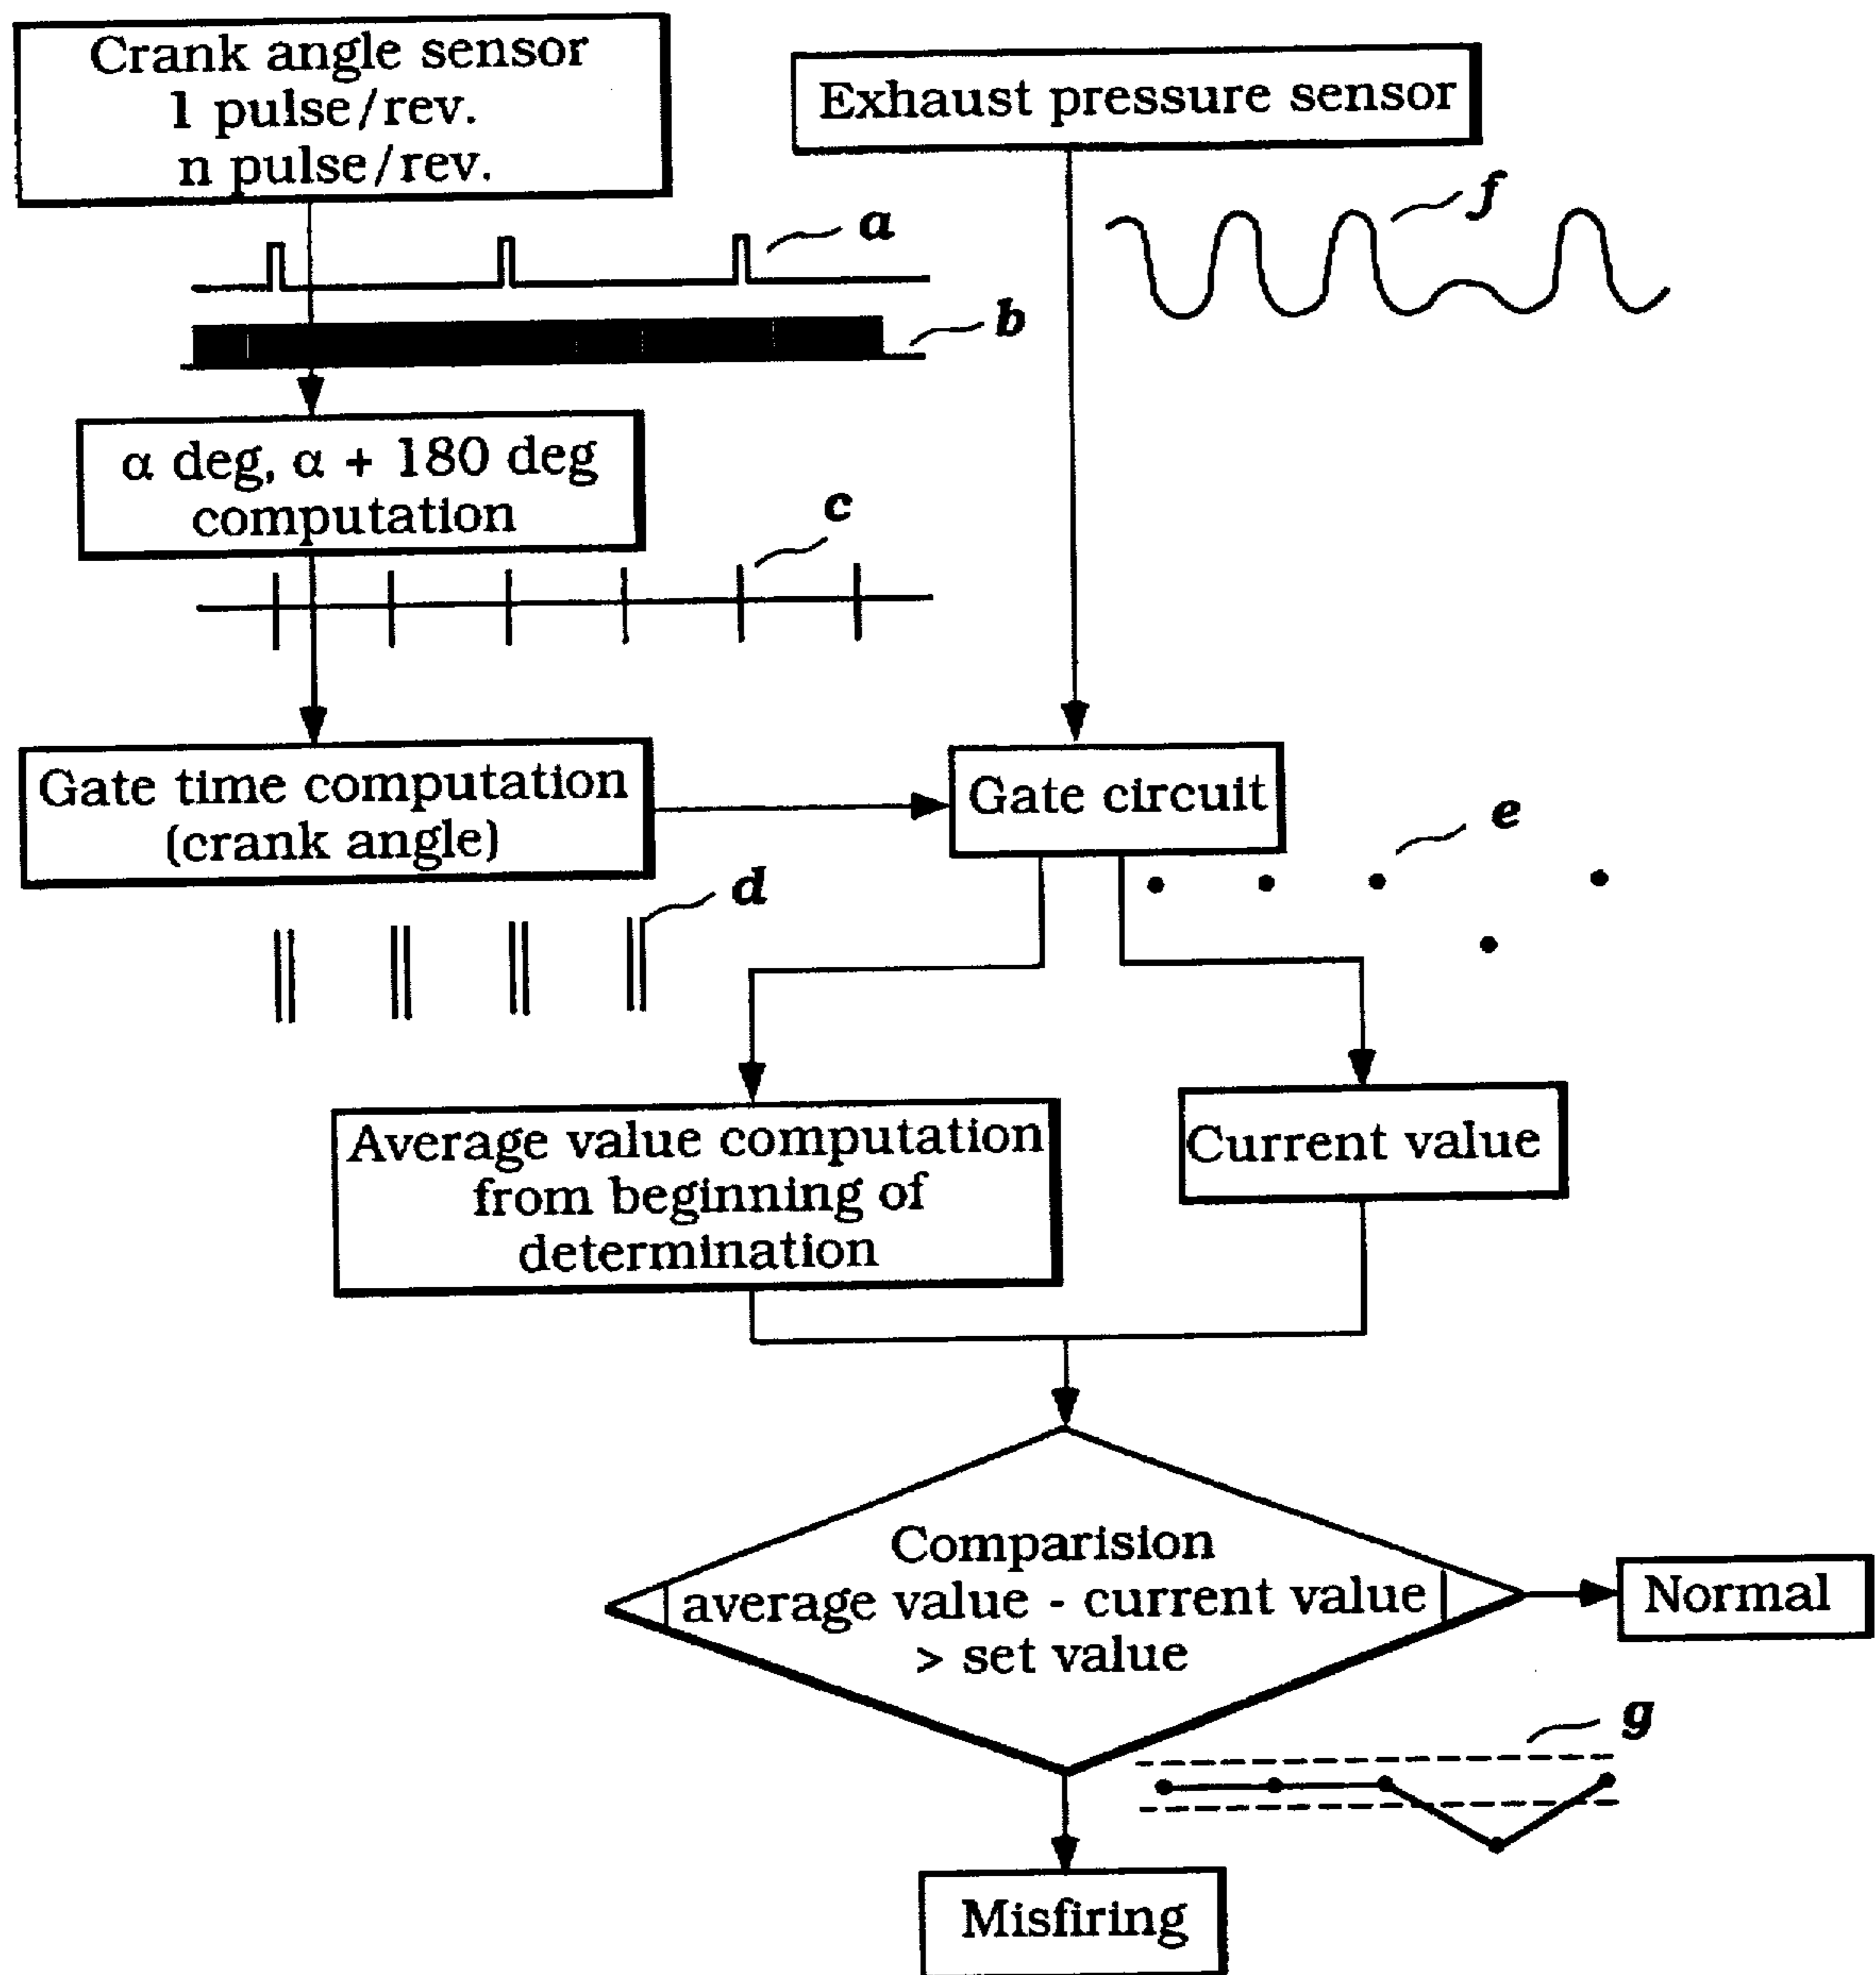 Crank angle sensor
1 pulse/rev.
n pulse/rev.
Exhaust pressure sensor
f
a
b
α deg, α + 180 deg
computation
c
Gate time computation
(crank angle)
Gate circuit
e
d
Average value computation
from beginning of
determination
Current value
Comparision
|average value - current value|
> set value
Normal
g
Misfiring